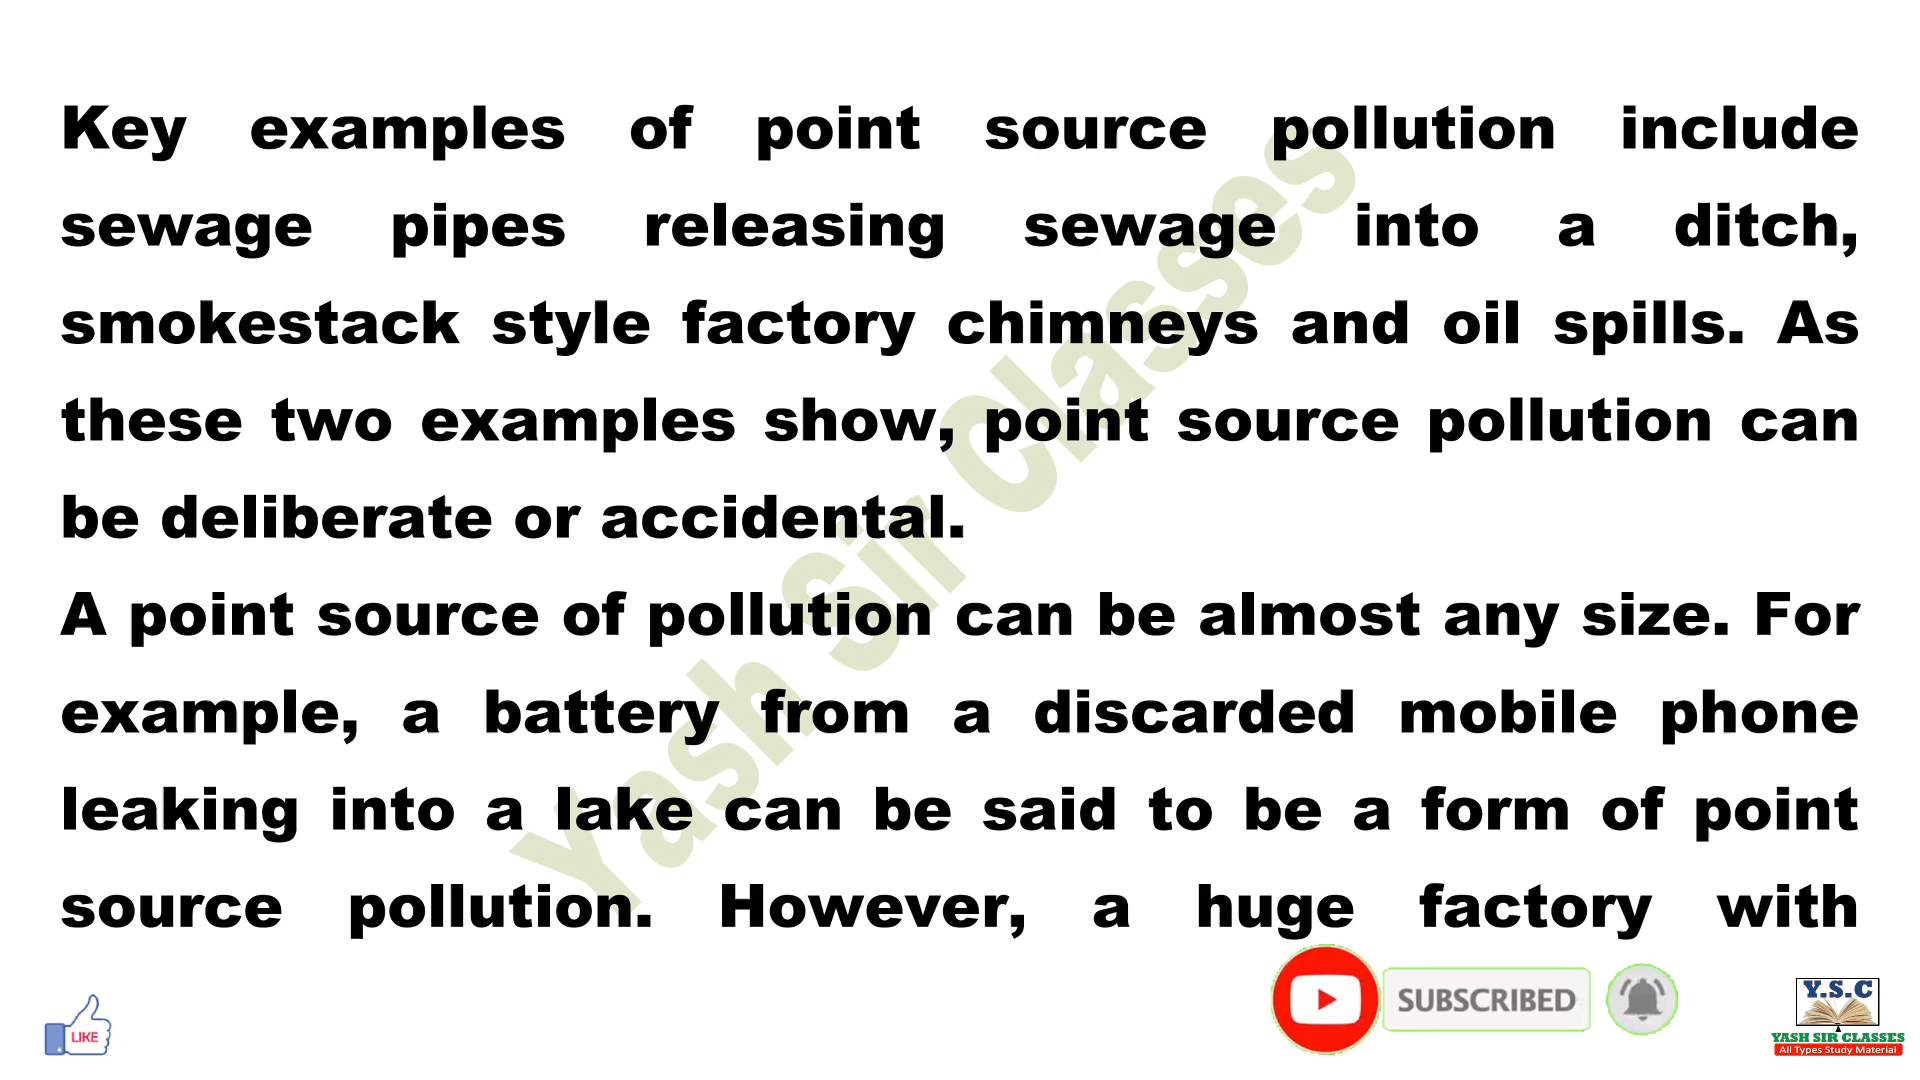 Key examples of point source pollution include
sewage pipes releasing sewage into a ditch,
smokestack style factory chimneys and oil spills. As
these two examples show, point source pollution can
be deliberate or accidental.
A point source of pollution can be almost any size. For
example, a battery from a discarded mobile phone
leaking into a lake can be said to be a form of point
source pollution. However, a huge factory with
Yash Sir Classes
LIKE
SUBSCRIBED
Y.S.C
YASH SIR CLASSES
All Types Study Material